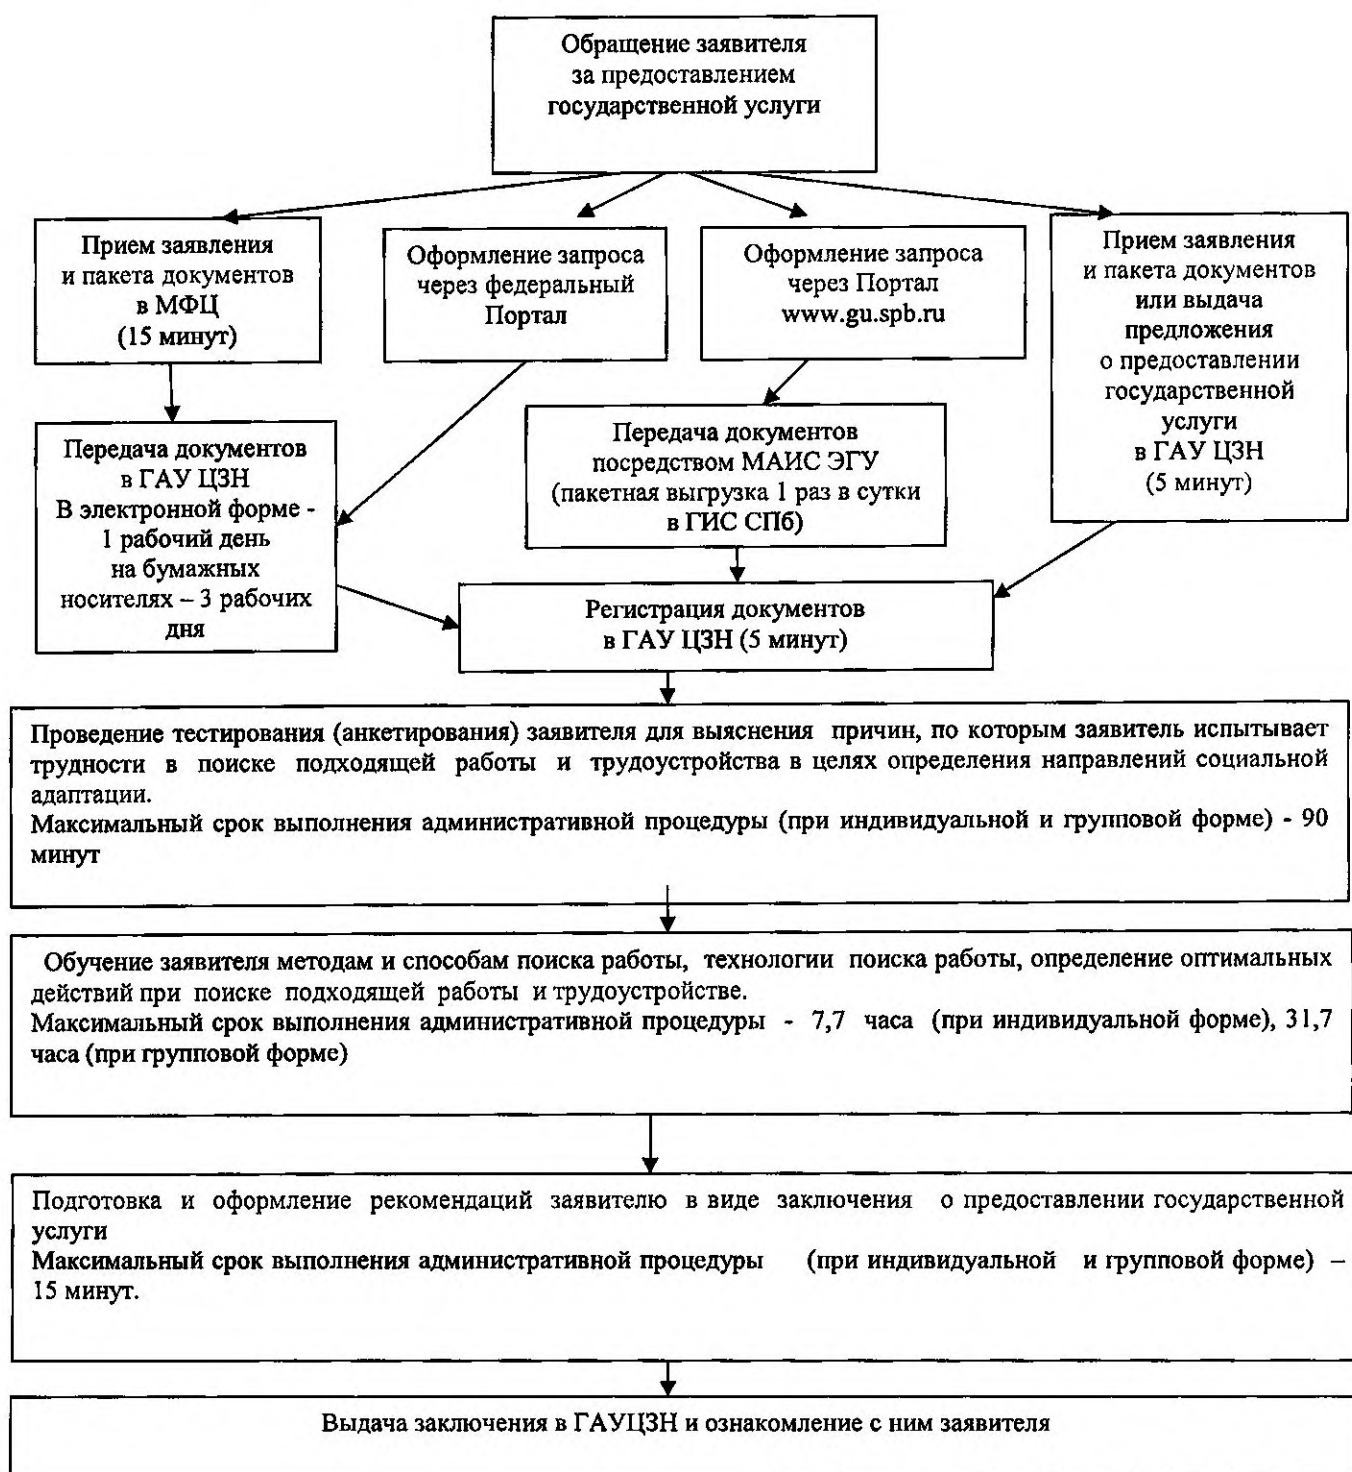 Обращение заявителя
за предоставлением
государственной услуги
Прием заявления
и пакета документов
в МФЦ
(15 минут)
Оформление запроса
через федеральный
Портал
Оформление запроса
через Портал
www.gu.spb.ru
Прием заявления
и пакета документов
или выдача
предложения
о предоставлении
государственной
услуги
в ГАУ ЦЗН
(5 минут)
Передача документов
в ГАУ ЦЗН
В электронной форме -
1 рабочий день
на бумажных
носителях – 3 рабочих
дня
Передача документов
посредством МАИС ЭГУ
(пакетная выгрузка 1 раз в сутки
в ГИС СПб)
Регистрация документов
в ГАУ ЦЗН (5 минут)
Проведение тестирования (анкетирования) заявителя для выяснения причин, по которым заявитель испытывает
трудности в поиске подходящей работы и трудоустройства в целях определения направлений социальной
адаптации.
Максимальный срок выполнения административной процедуры (при индивидуальной и групповой форме) - 90
минут
Обучение заявителя методам и способам поиска работы, технологии поиска работы, определение оптимальных
действий при поиске подходящей работы и трудоустройстве.
Максимальный срок выполнения административной процедуры - 7,7 часа (при индивидуальной форме), 31,7
часа (при групповой форме)
Подготовка и оформление рекомендаций заявителю в виде заключения о предоставлении государственной
услуги
Максимальный срок выполнения административной процедуры (при индивидуальной и групповой форме) –
15 минут.
Выдача заключения в ГАУЦЗН и ознакомление с ним заявителя